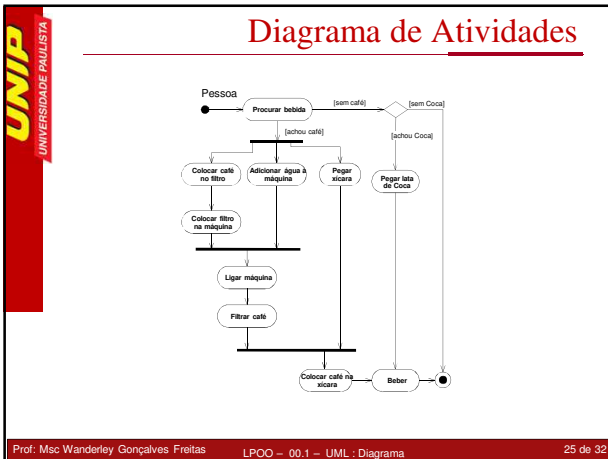 Diagrama de Atividades
UNIP
UNIVERSIDADE PAULISTA
Pessoa
Procurar bebida
[sem café]
[sem Coca]
[achou café]
[achou Coca]
Colocar café
no filtro
Adicionar água à
máquina
Pegar
xícara
Pegar lata
de Coca
Colocar filtro
na máquina
Ligar máquina
Filtrar café
Colocar café na
xícara
Beber
Prof: Msc Wanderley Gonçalves Freitas
LPOO – 00.1 – UML : Diagrama
25 de 32